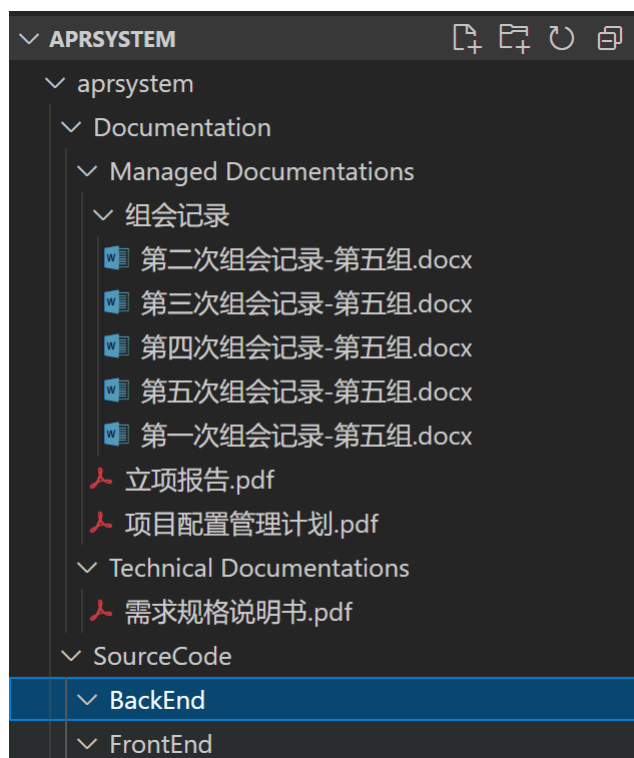 APRSYSTEM
aprsystem
Documentation
Managed Documentations
组会记录
第二次组会记录-第五组.docx
第三次组会记录-第五组.docx
第四次组会记录-第五组.docx
第五次组会记录-第五组.docx
第一次组会记录-第五组.docx
立项报告.pdf
项目配置管理计划.pdf
Technical Documentations
需求规格说明书.pdf
SourceCode
BackEnd
FrontEnd